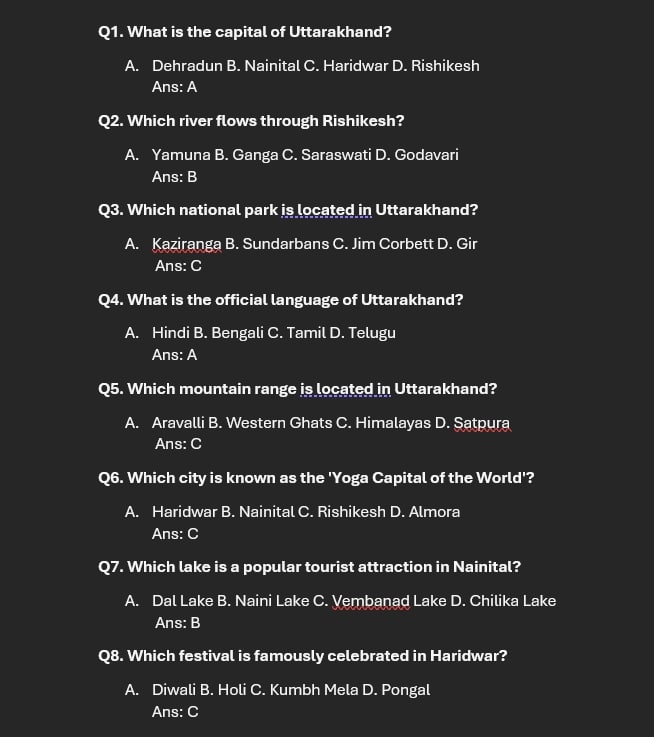 Q1. What is the capital of Uttarakhand?
A. Dehradun B. Nainital C. Haridwar D. Rishikesh
Ans: A
Q2. Which river flows through Rishikesh?
A. Yamuna B. Ganga C. Saraswati D. Godavari
Ans: B
Q3. Which national park is located in Uttarakhand?
A. Kaziranga B. Sundarbans C. Jim Corbett D. Gir
Ans: C
Q4. What is the official language of Uttarakhand?
A. Hindi B. Bengali C. Tamil D. Telugu
Ans: A
Q5. Which mountain range is located in Uttarakhand?
A. Aravalli B. Western Ghats C. Himalayas D. Satpura
Ans: C
Q6. Which city is known as the 'Yoga Capital of the World'?
A. Haridwar B. Nainital C. Rishikesh D. Almora
Ans: C
Q7. Which lake is a popular tourist attraction in Nainital?
A. Dal Lake B. Naini Lake C. Vembanad Lake D. Chilika Lake
Ans: B
Q8. Which festival is famously celebrated in Haridwar?
A. Diwali B. Holi C. Kumbh Mela D. Pongal
Ans: C